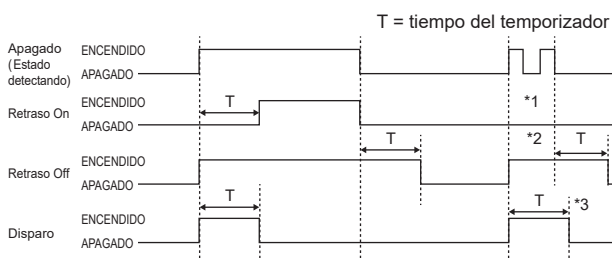 T = tiempo del temporizador
Apagado
(Estado
detectando)
ENCENDIDO
APAGADO
Retraso On
ENCENDIDO
APAGADO
T
*1
Retraso Off
ENCENDIDO
APAGADO
T
*2
T
Disparo
ENCENDIDO
APAGADO
T
T
*3